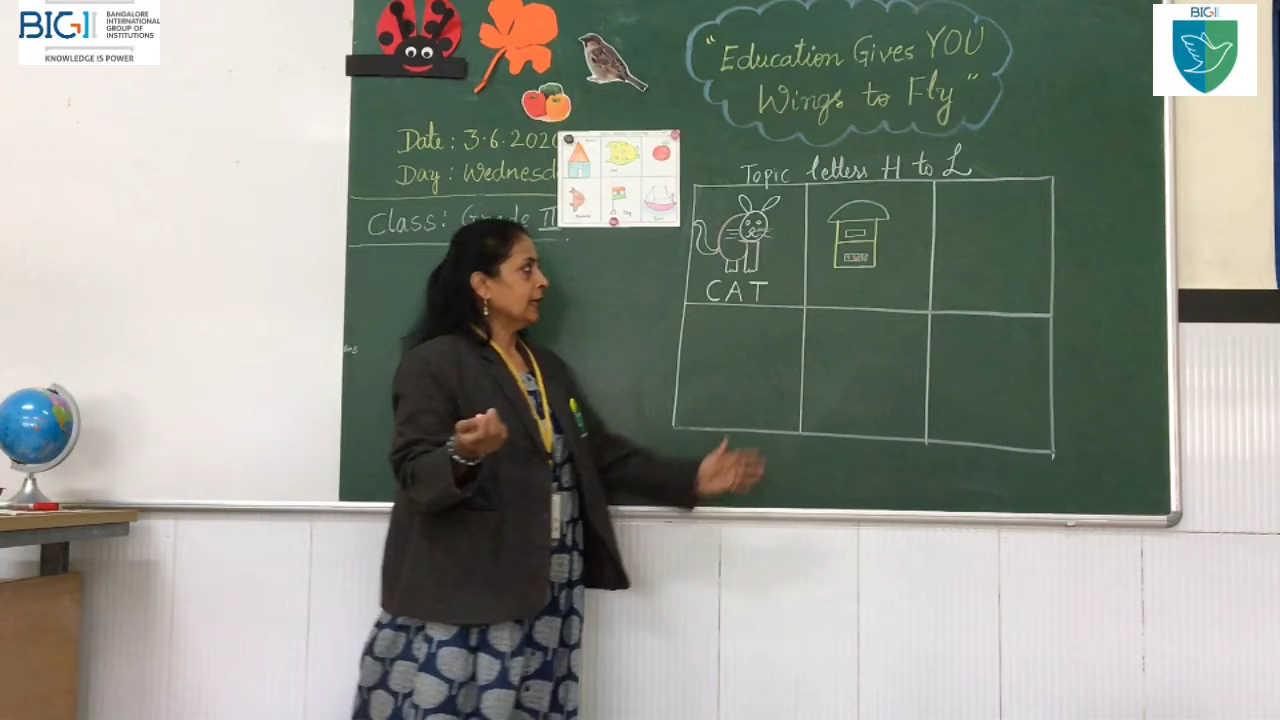 BIGI
BANGALORE
INTERNATIONAL
GROUP OF
INSTITUTIONS
KNOWLEDGE IS POWER
BIGI
"Education Gives YOU
Wings to Fly"
Date: 3.6.202
Day: Wednesd
Class: Grade II
Topic letters H to L
CAT